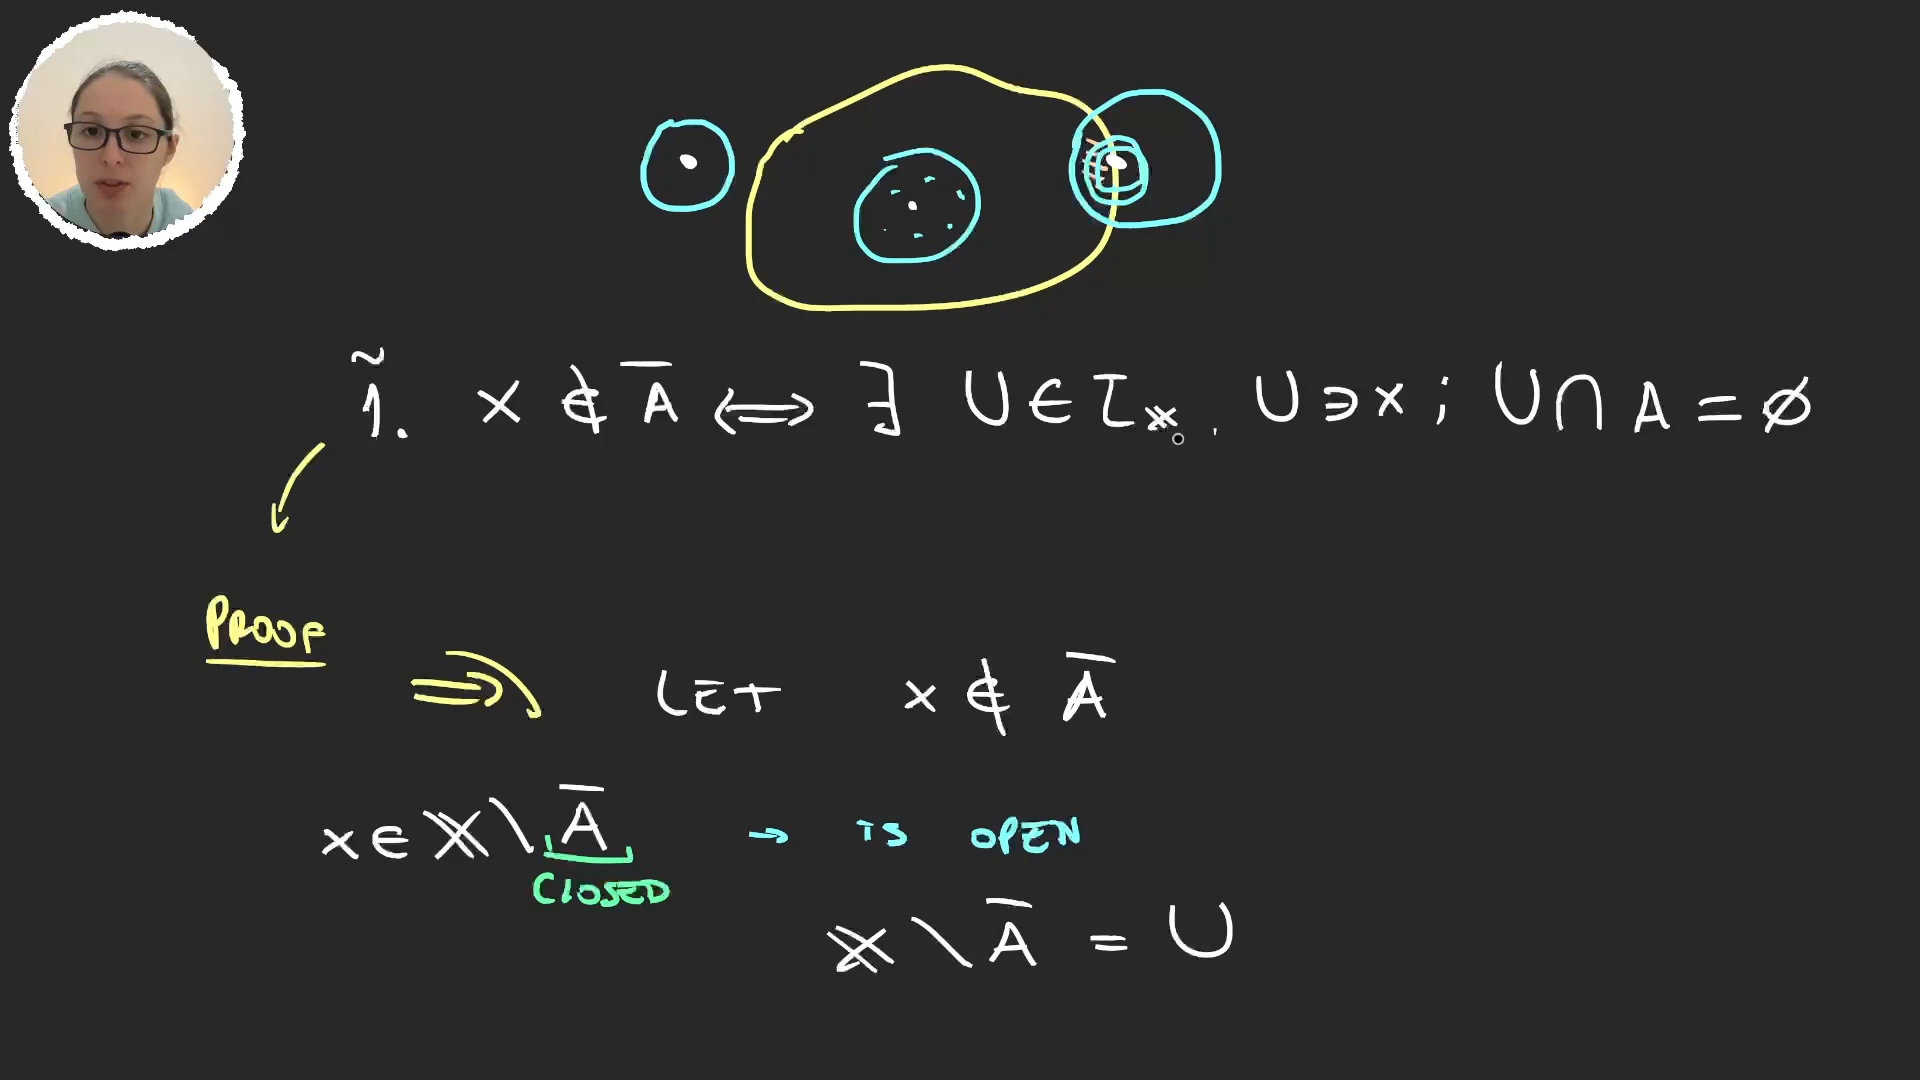 1̃. x ∉ A̅ ⟺ ∃ U ∈ τ_𝕏, U ∋ x ; U ∩ A = ∅
PROOF
⟹ LET x ∉ A̅
x ∈ 𝕏 \ A̅ → IS OPEN
CLOSED
𝕏 \ A̅ = U